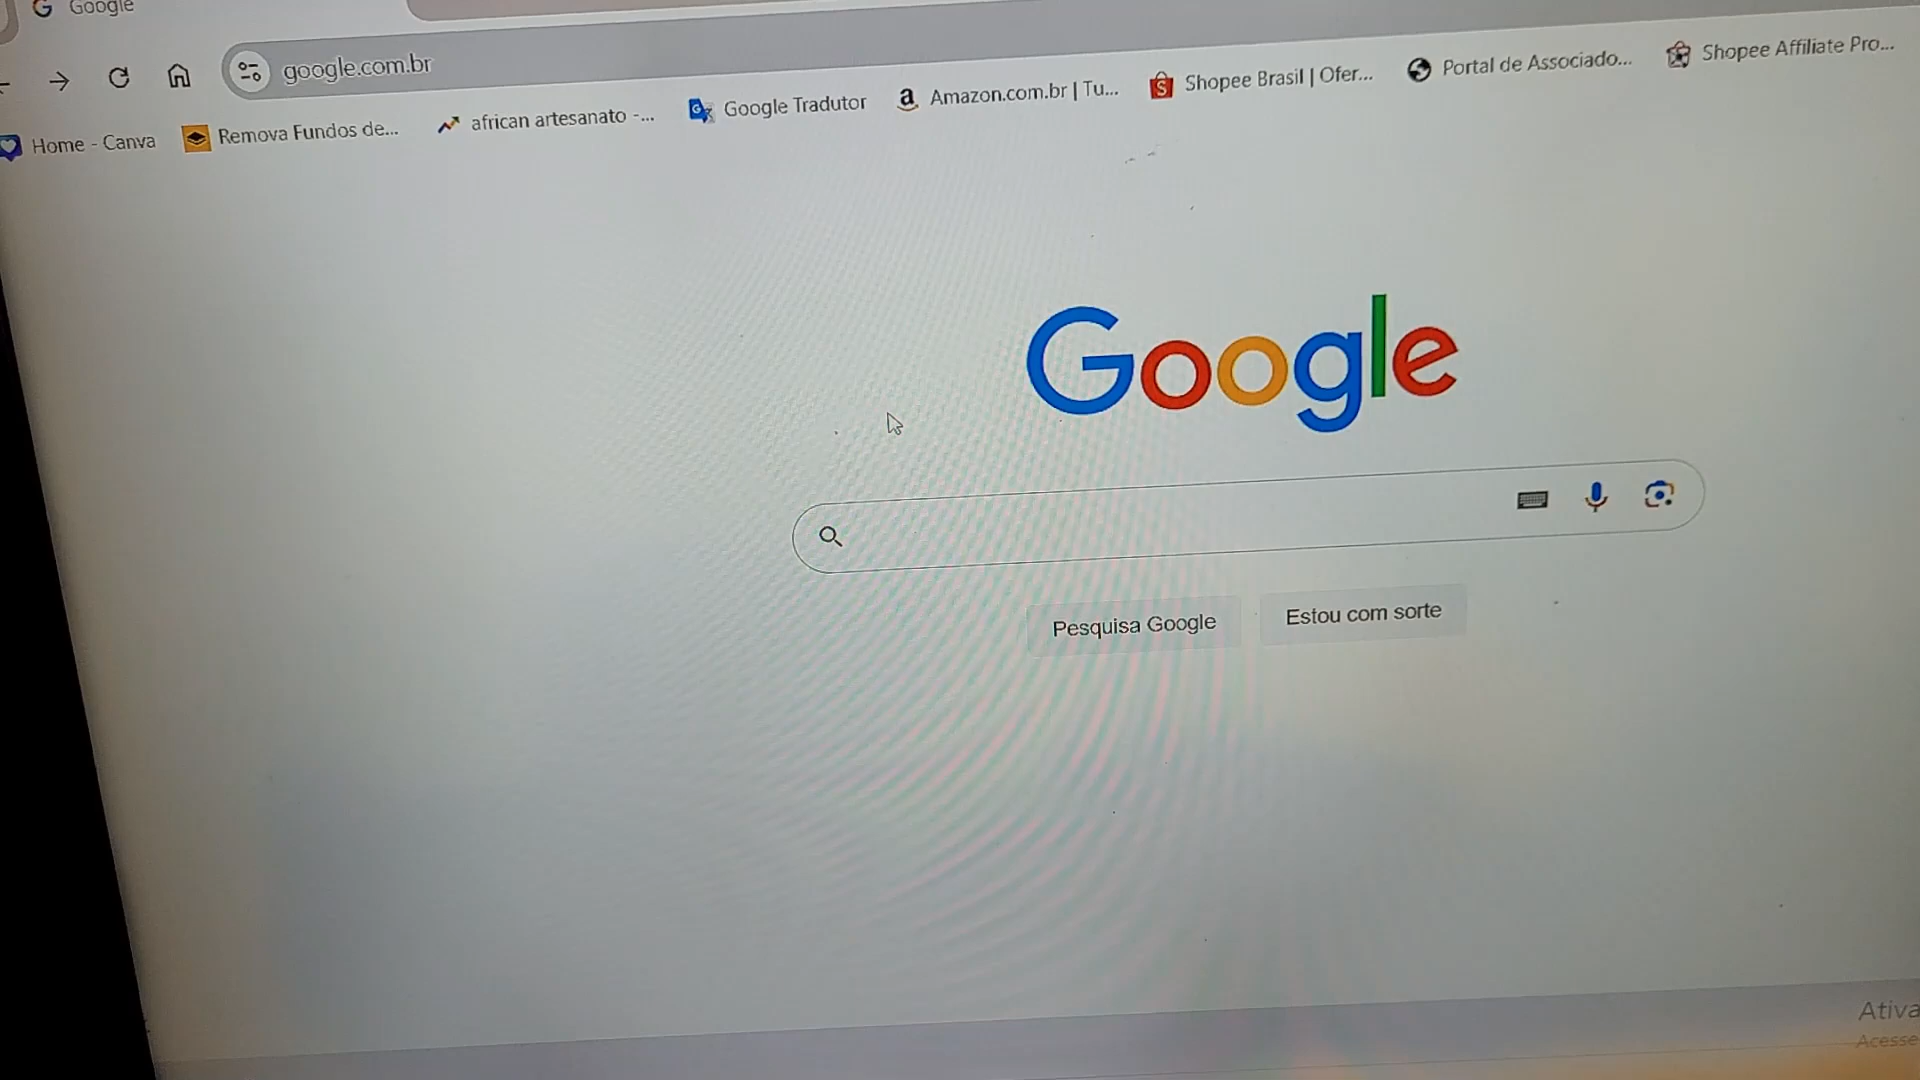 Google
google.com.br
Home - Canva
Remova Fundos de...
african artesanato -...
Google Tradutor
Amazon.com.br | Tu...
Shopee Brasil | Ofer...
Portal de Associado...
Shopee Affiliate Pro...
Google
Pesquisa Google
Estou com sorte
Ativa
Acesse